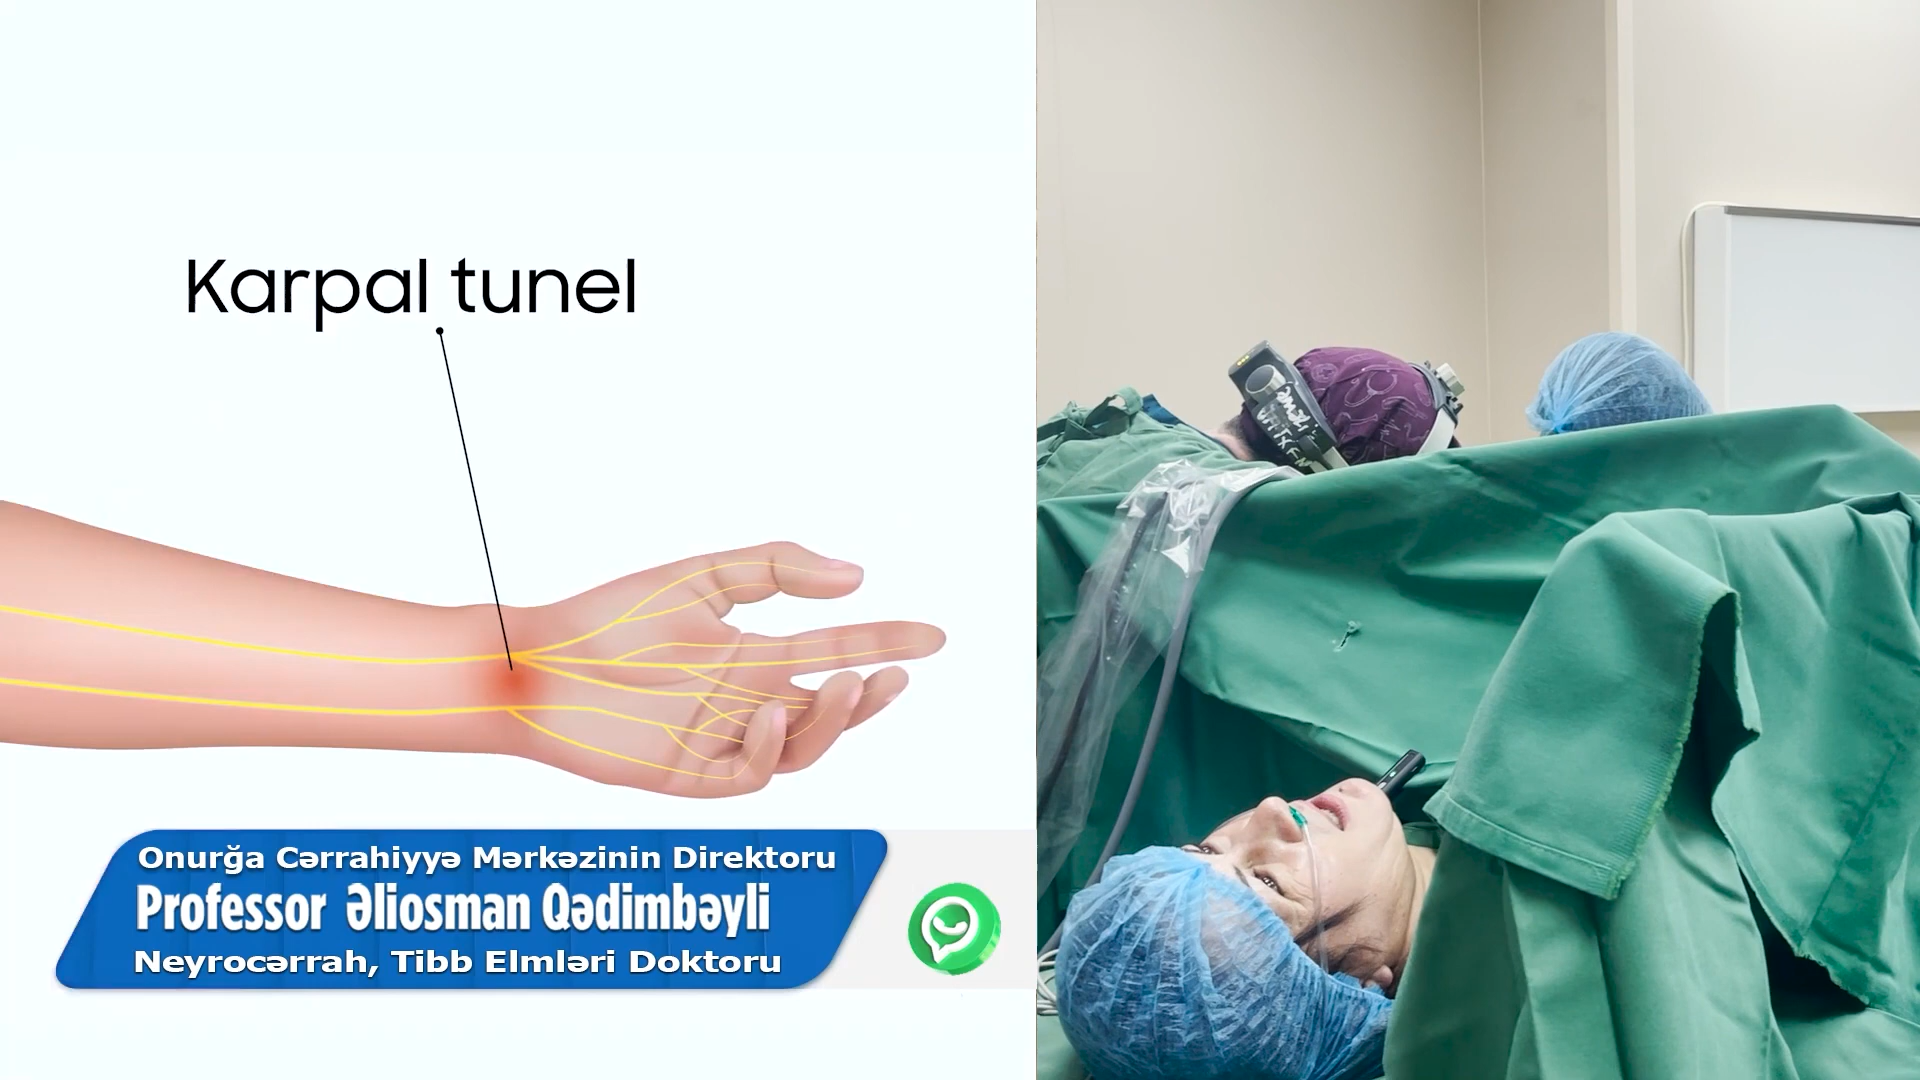 Karpal tunel
Onurğa Cərrahiyyə Mərkəzinin Direktoru
Professor Əliosman Qədimbəyli
Neyrocərrah, Tibb Elmləri Doktoru